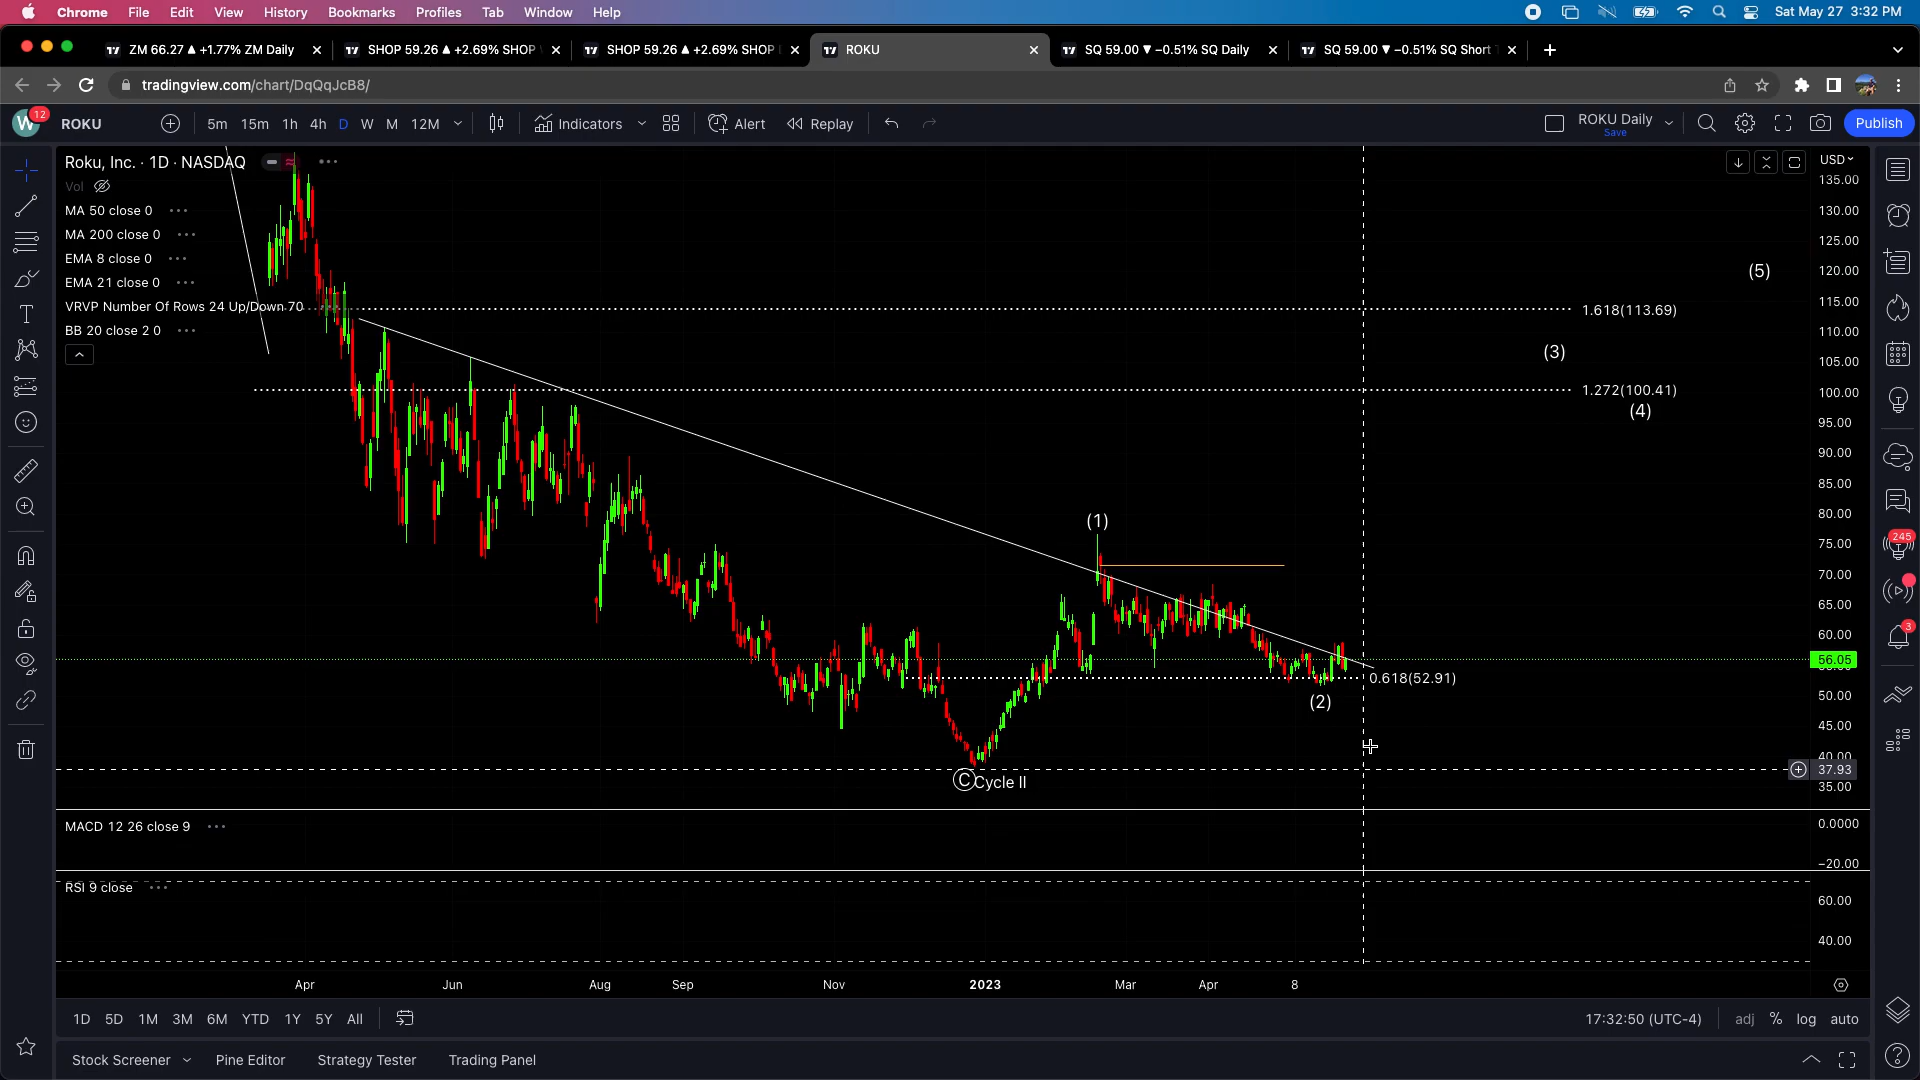 Chrome File Edit View History Bookmarks Profiles Tab Window Help Sat May 27 3:32 PM
ZM 66.27 ▲ +1.77% ZM Daily SHOP 59.26 ▲ +2.69% SHOP SHOP 59.26 ▲ +2.69% SHOP ROKU SQ 59.00 ▼ −0.51% SQ Daily SQ 59.00 ▼ −0.51% SQ Short
tradingview.com/chart/DqQqJcB8/
W 12 ROKU 5m 15m 1h 4h D W M 12M Indicators Alert Replay ROKU Daily Save Publish
Roku, Inc. · 1D · NASDAQ USD
Vol
MA 50 close 0
MA 200 close 0
EMA 8 close 0
EMA 21 close 0
VRVP Number Of Rows 24 Up/Down 70
BB 20 close 2 0
135.00
130.00
125.00
(5) 120.00
115.00
1.618(113.69)
110.00
(3) 105.00
1.272(100.41) 100.00
(4)
95.00
90.00
85.00
80.00
(1)
75.00
245
70.00
65.00
60.00
3
56.05
0.618(52.91)
50.00
(2)
45.00
40.00
37.93
C Cycle II 35.00
MACD 12 26 close 9 0.0000
−20.00
RSI 9 close
60.00
40.00
Apr Jun Aug Sep Nov 2023 Mar Apr 8
1D 5D 1M 3M 6M YTD 1Y 5Y All 17:32:50 (UTC-4) adj % log auto
Stock Screener Pine Editor Strategy Tester Trading Panel